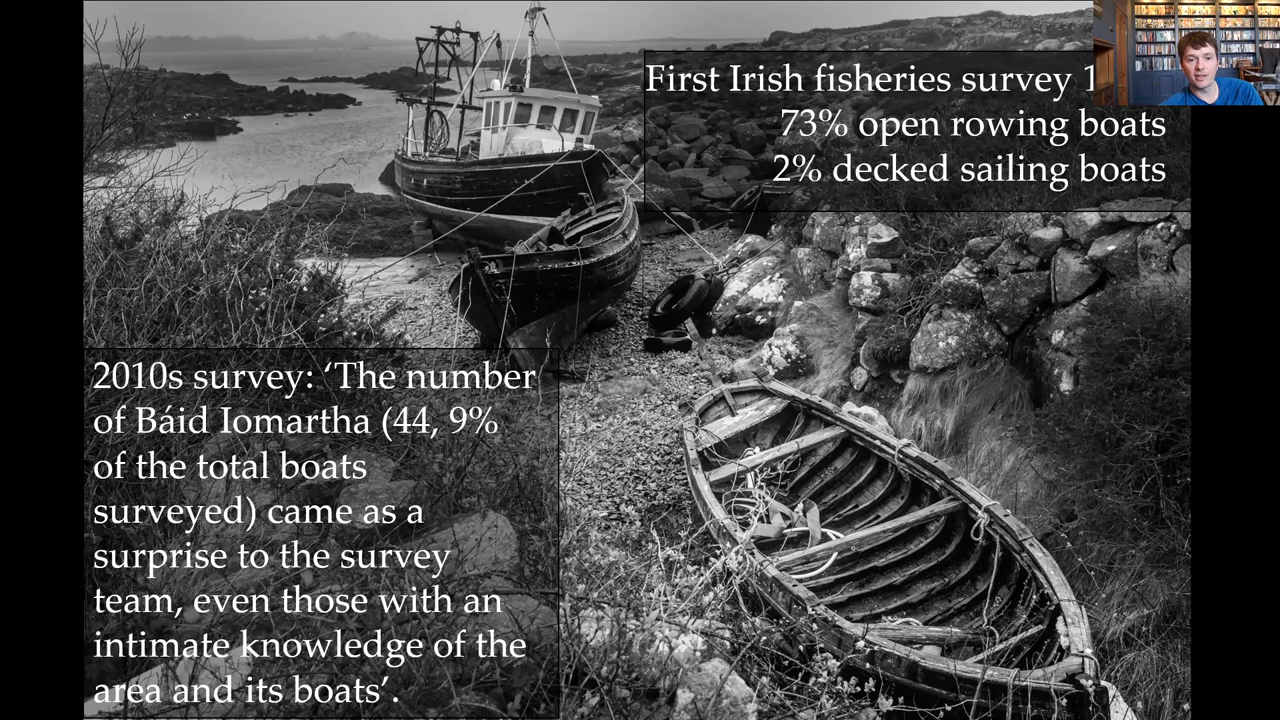 First Irish fisheries survey 1
73% open rowing boats
2% decked sailing boats
2010s survey: ‘The number
of Báid Iomartha (44, 9%
of the total boats
surveyed) came as a
surprise to the survey
team, even those with an
intimate knowledge of the
area and its boats’.